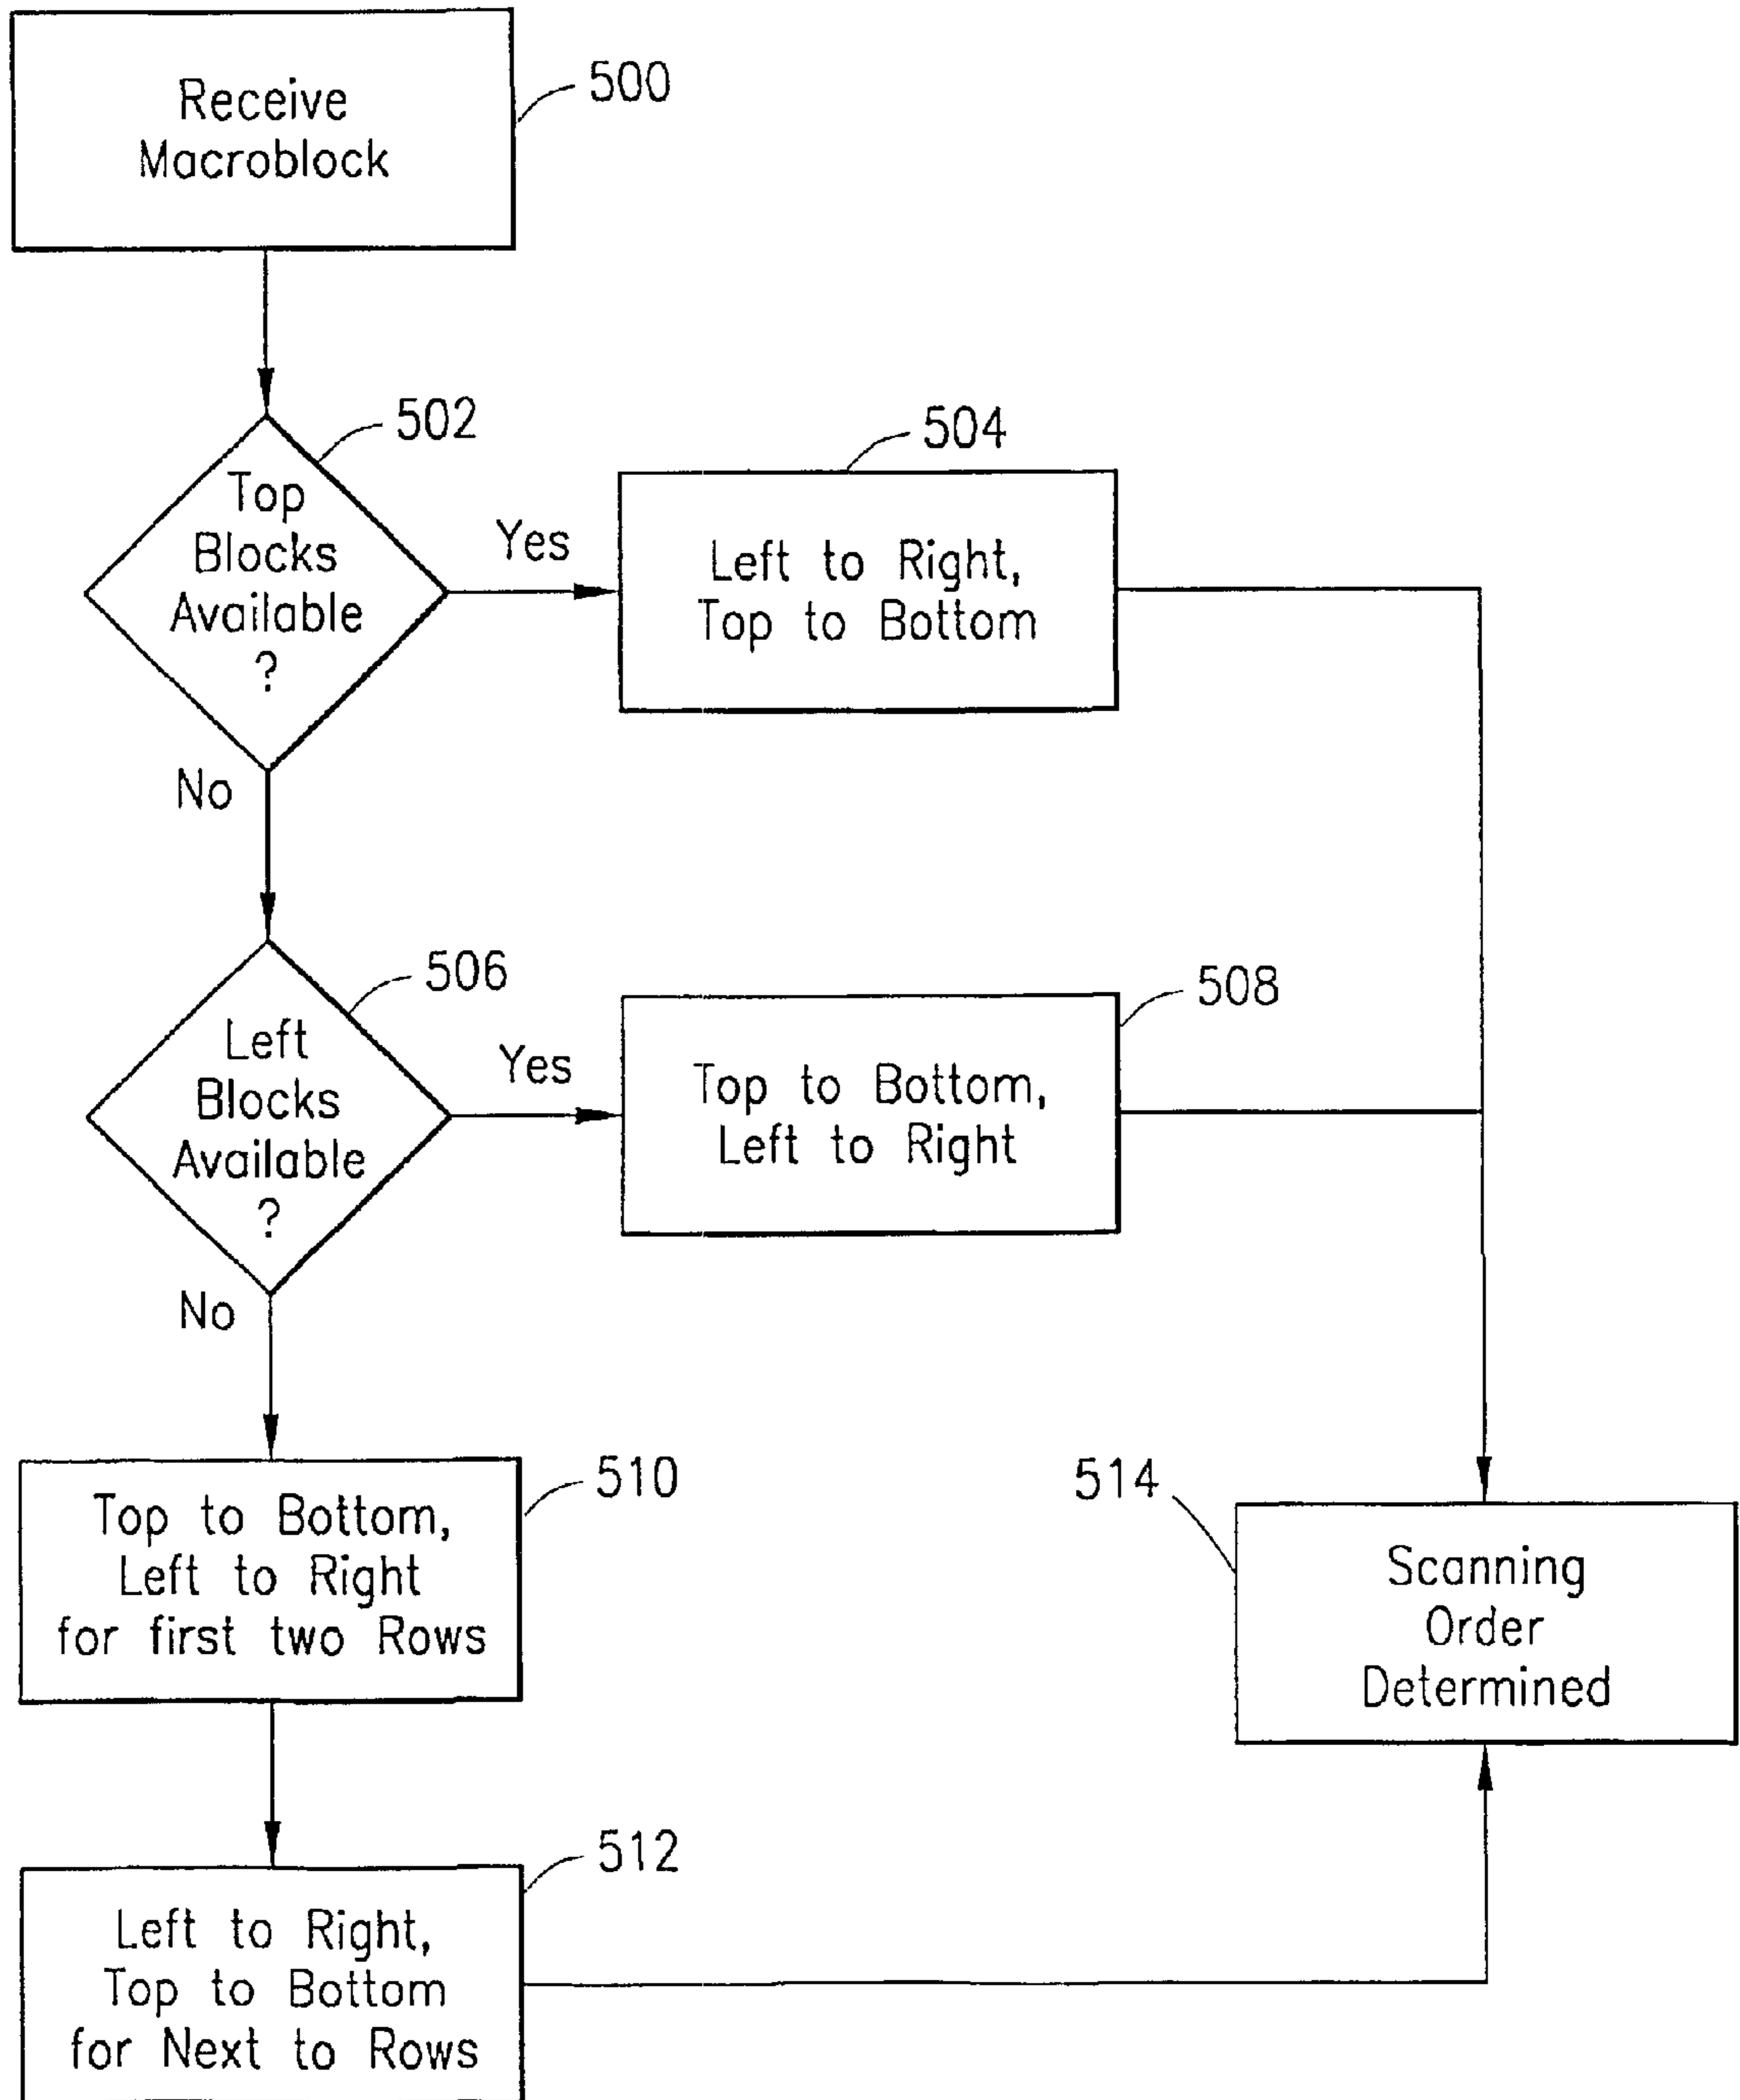 Receive
Macroblock
500
502
Top
Blocks
Available
?
Yes
504
Left to Right,
Top to Bottom
No
506
Left
Blocks
Available
?
Yes
508
Top to Bottom,
Left to Right
No
510
Top to Bottom,
Left to Right
for first two Rows
514
Scanning
Order
Determined
512
Left to Right,
Top to Bottom
for Next to Rows